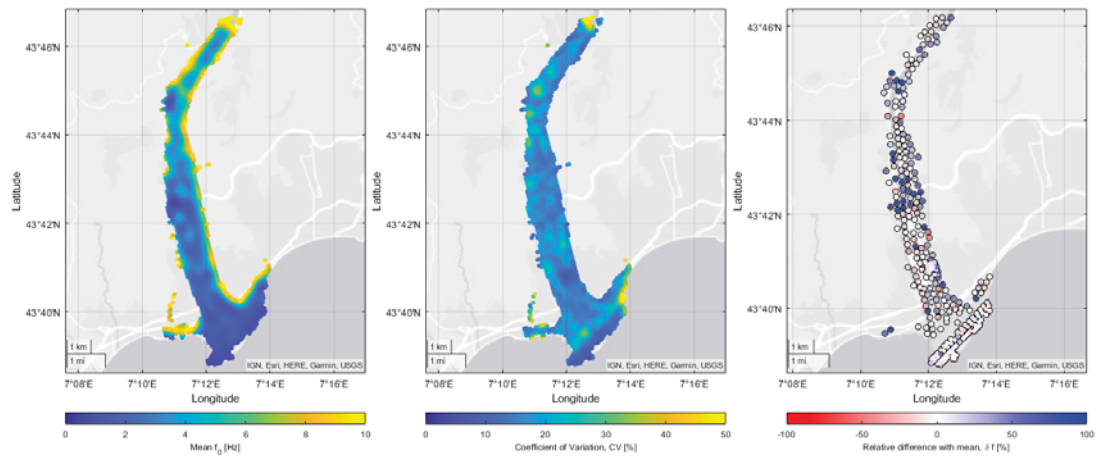 43°46'N
43°44'N
43°42'N
43°40'N
Latitude
1 km
1 mi
IGN, Esri, HERE, Garmin, USGS
7°08'E 7°10'E 7°12'E 7°14'E 7°16'E
Longitude
0 2 4 6 8 10
Mean f0 [Hz]
43°46'N
43°44'N
43°42'N
43°40'N
Latitude
1 km
1 mi
IGN, Esri, HERE, Garmin, USGS
7°08'E 7°10'E 7°12'E 7°14'E 7°16'E
Longitude
0 10 20 30 40 50
Coefficient of Variation, CV [%]
43°46'N
43°44'N
43°42'N
43°40'N
Latitude
1 km
1 mi
IGN, Esri, HERE, Garmin, USGS
7°08'E 7°10'E 7°12'E 7°14'E 7°16'E
Longitude
-100 -50 0 50 100
Relative difference with mean, δ f [%]